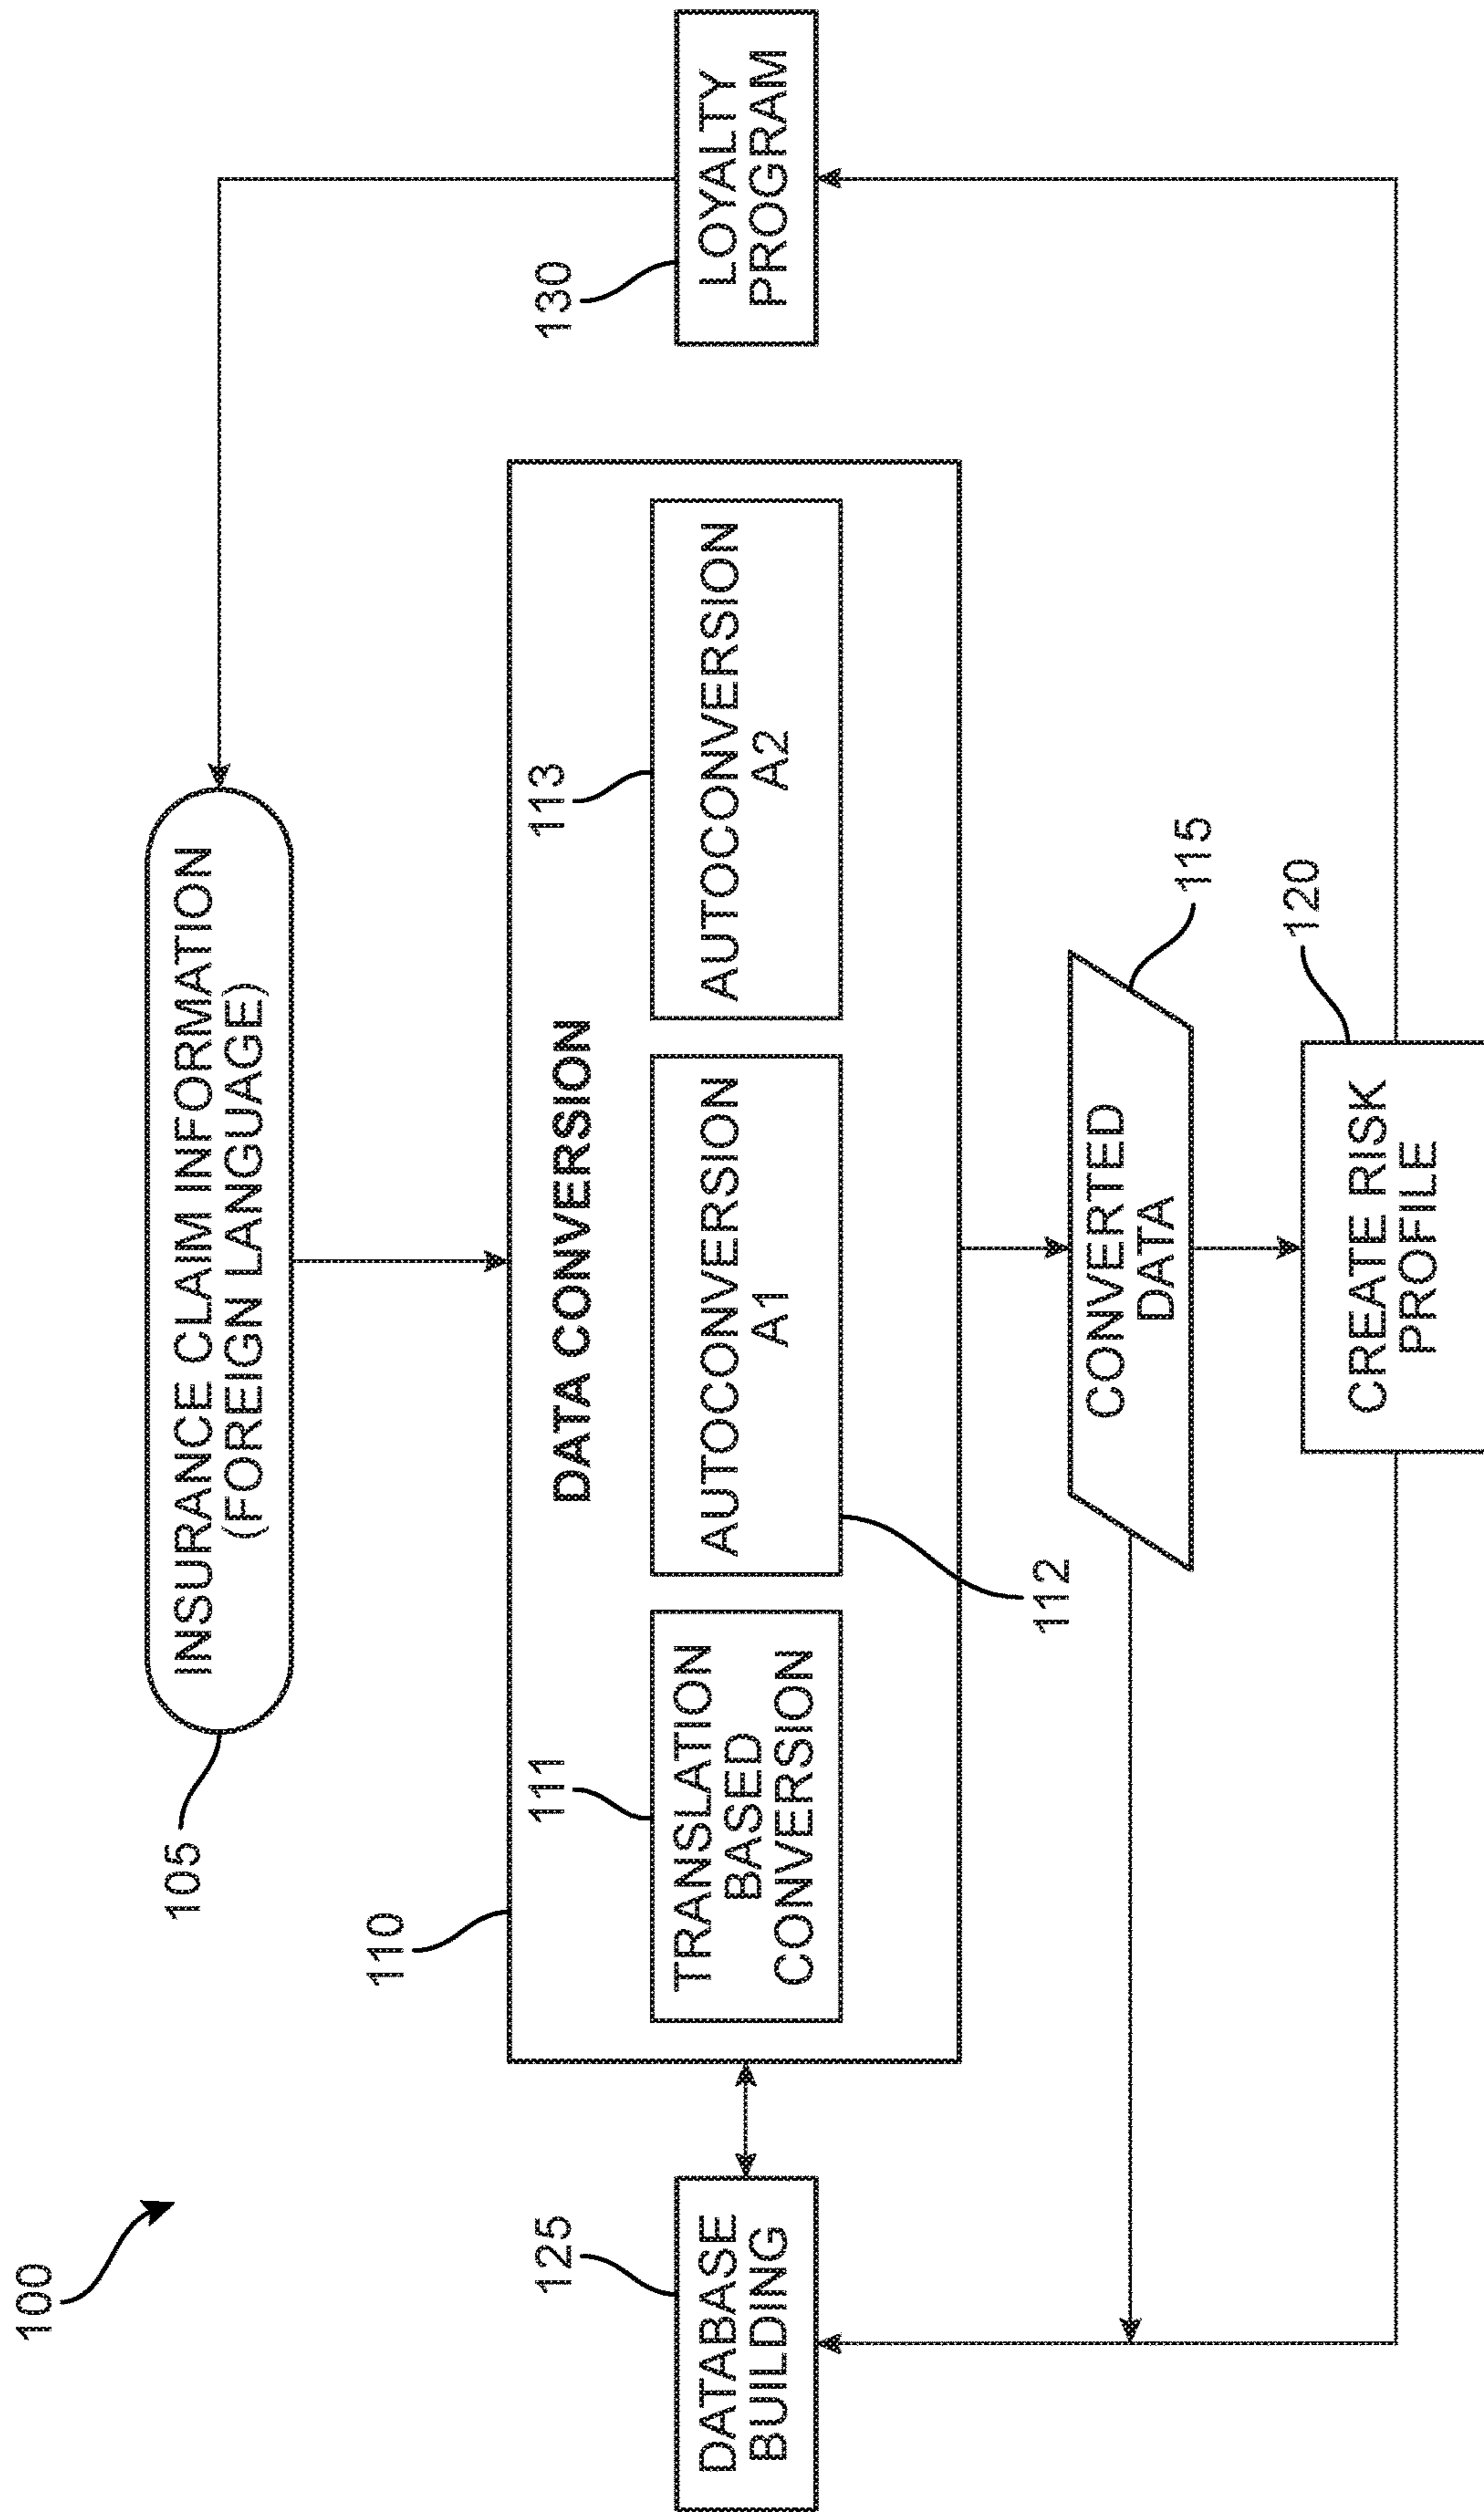 100
105
INSURANCE CLAIM INFORMATION
(FOREIGN LANGUAGE)
110
DATA CONVERSION
111
TRANSLATION
BASED
CONVERSION
AUTOCONVERSION
A1
112
113
AUTOCONVERSION
A2
125
DATABASE
BUILDING
130
LOYALTY
PROGRAM
CONVERTED
DATA
115
120
CREATE RISK
PROFILE